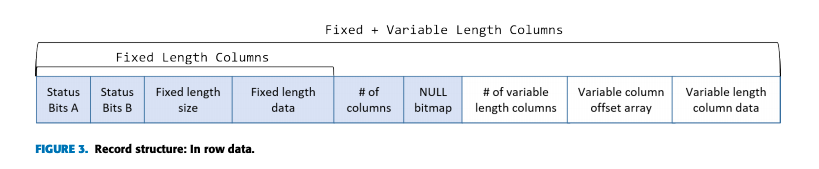 Fixed + Variable Length Columns
Fixed Length Columns
Status
Bits A
Status
Bits B
Fixed length
size
Fixed length
data
# of
columns
NULL
bitmap
# of variable
length columns
Variable column
offset array
Variable length
column data
FIGURE 3. Record structure: In row data.